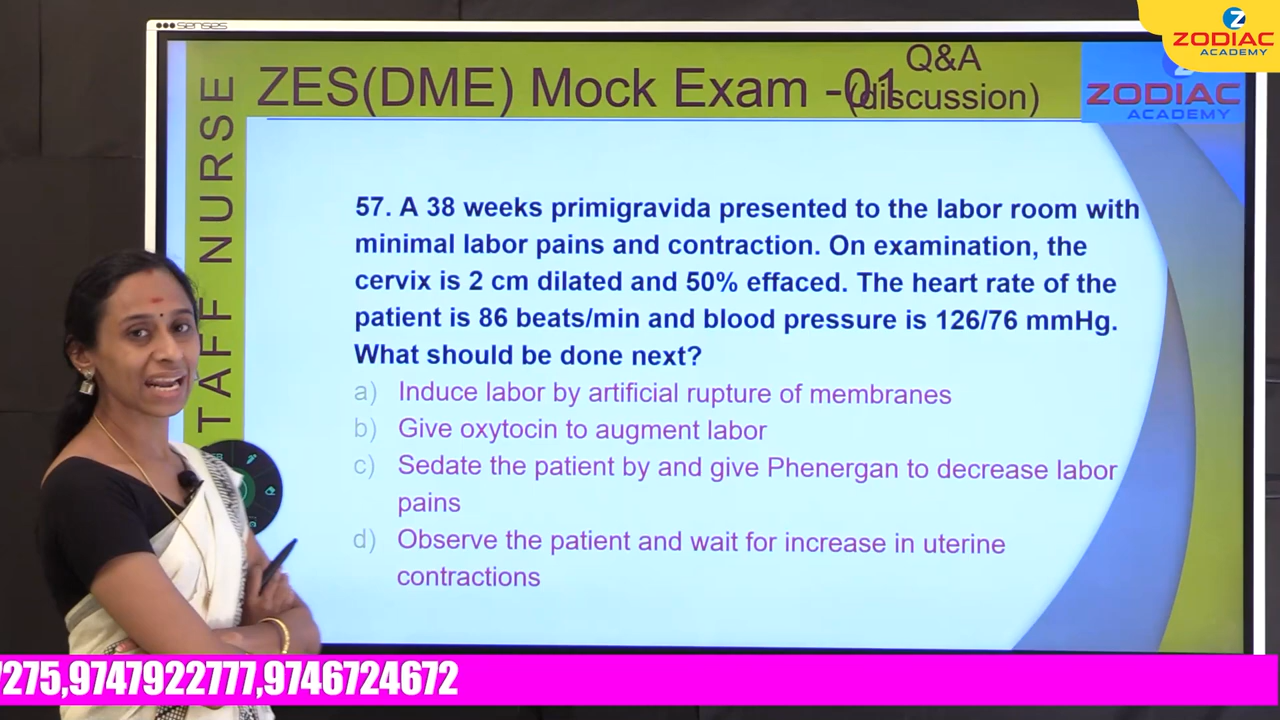 senses
ZODIAC
ACADEMY
STAFF NURSE
ZES(DME) Mock Exam -01
Q&A
(discussion)
ZODIAC
ACADEMY
57. A 38 weeks primigravida presented to the labor room with
minimal labor pains and contraction. On examination, the
cervix is 2 cm dilated and 50% effaced. The heart rate of the
patient is 86 beats/min and blood pressure is 126/76 mmHg.
What should be done next?
a) Induce labor by artificial rupture of membranes
b) Give oxytocin to augment labor
c) Sedate the patient by and give Phenergan to decrease labor
pains
d) Observe the patient and wait for increase in uterine
contractions
7275,9747922777,9746724672